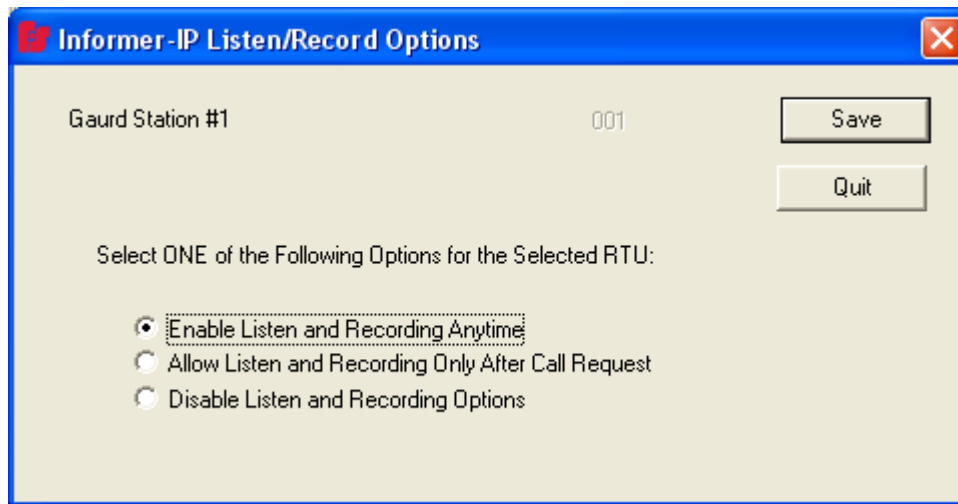 Informer-IP Listen/Record Options
Gaurd Station #1 001 Save
Quit
Select ONE of the Following Options for the Selected RTU:
Enable Listen and Recording Anytime
Allow Listen and Recording Only After Call Request
Disable Listen and Recording Options